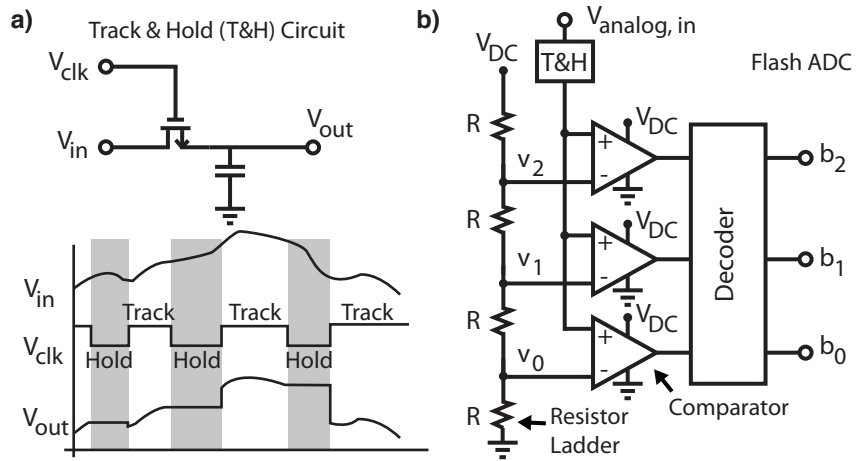 a)
Track & Hold (T&H) Circuit
V_clk
V_in
V_out
V_in
Track Track Track
V_clk
Hold Hold Hold
V_out
b)
V_analog, in
V_DC
T&H
Flash ADC
R
V_DC
+
-
v_2
b_2
R
V_DC
+
-
v_1
b_1
Decoder
R
V_DC
+
-
v_0
b_0
R
Resistor
Ladder
Comparator